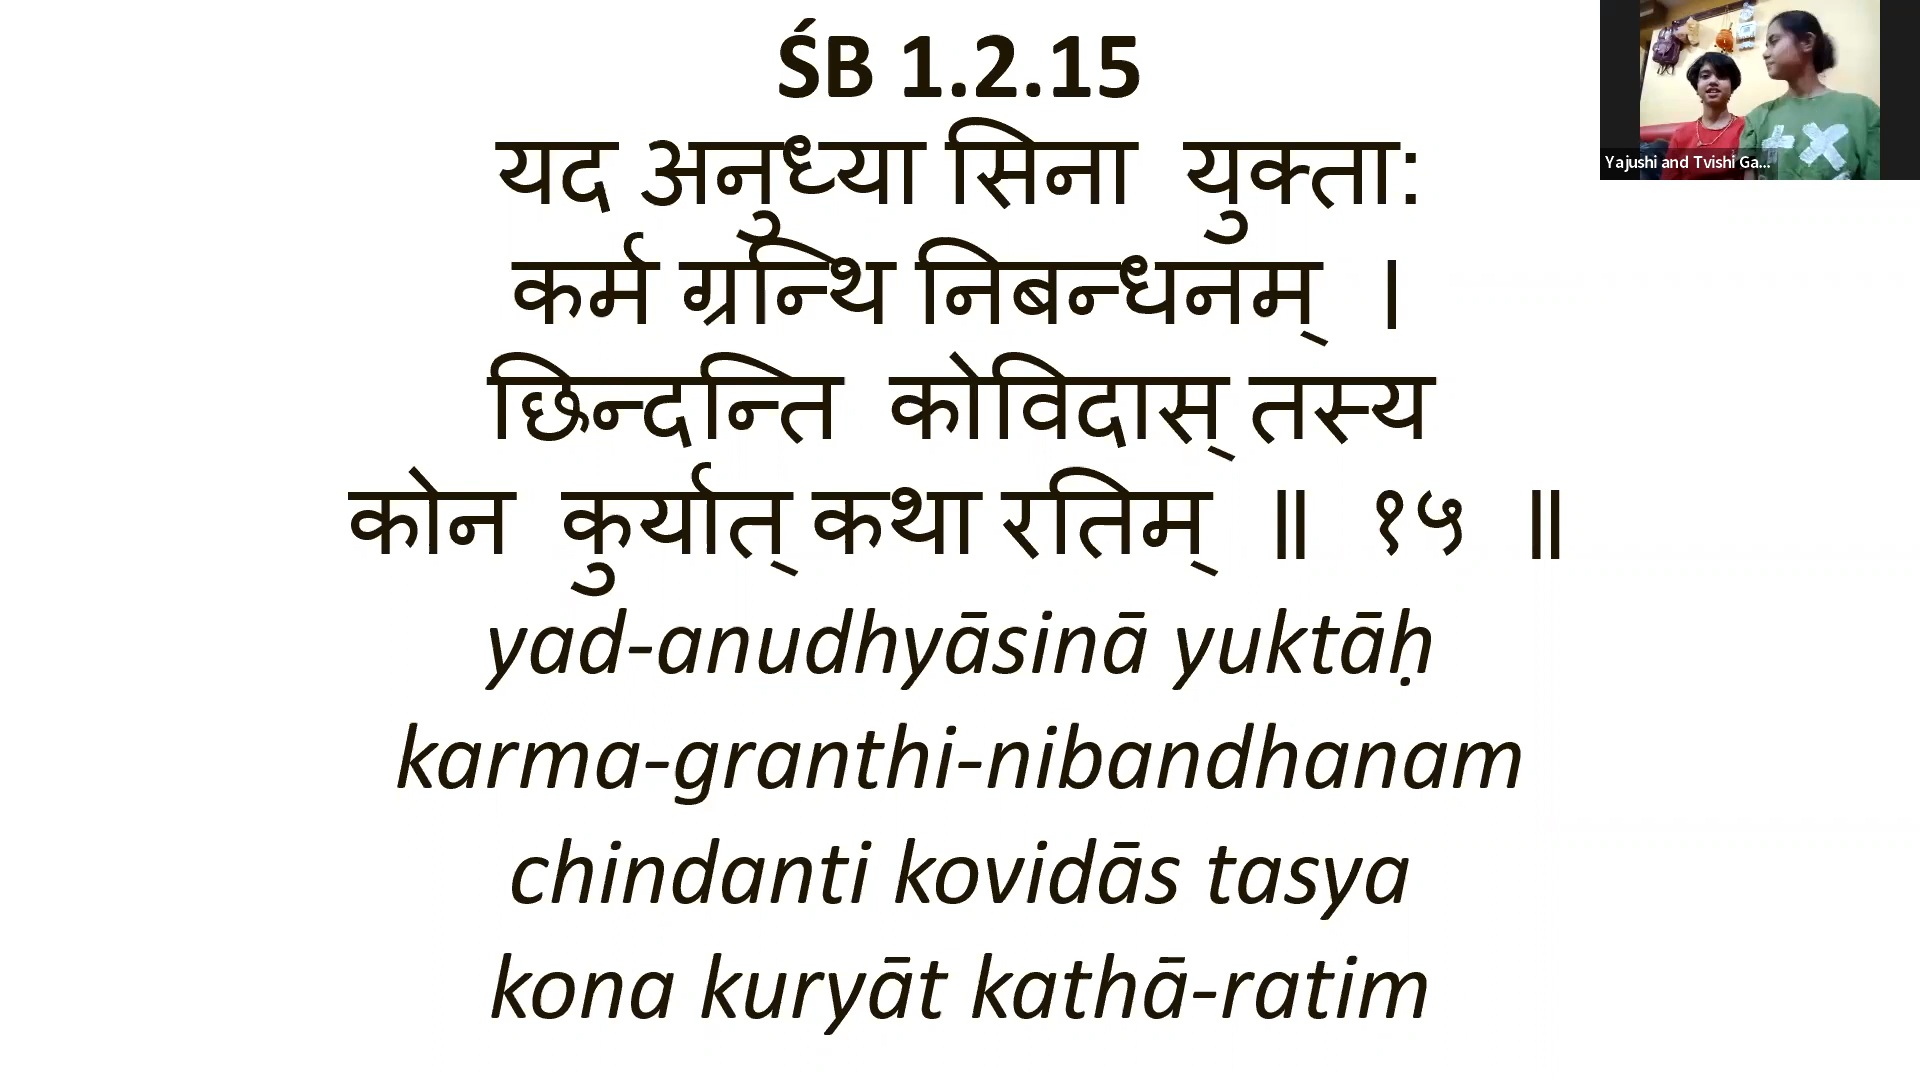 ŚB 1.2.15
यद अनुध्या सिना युक्ता:
कर्म ग्रन्थि निबन्धनम् ।
छिन्दन्ति कोविदास् तस्य
कोन कुर्यात् कथा रतिम् ॥ १५ ॥
yad-anudhyāsinā yuktāḥ
karma-granthi-nibandhanam
chindanti kovidās tasya
kona kuryāt kathā-ratim
Yajushi and Tvishi Ga...